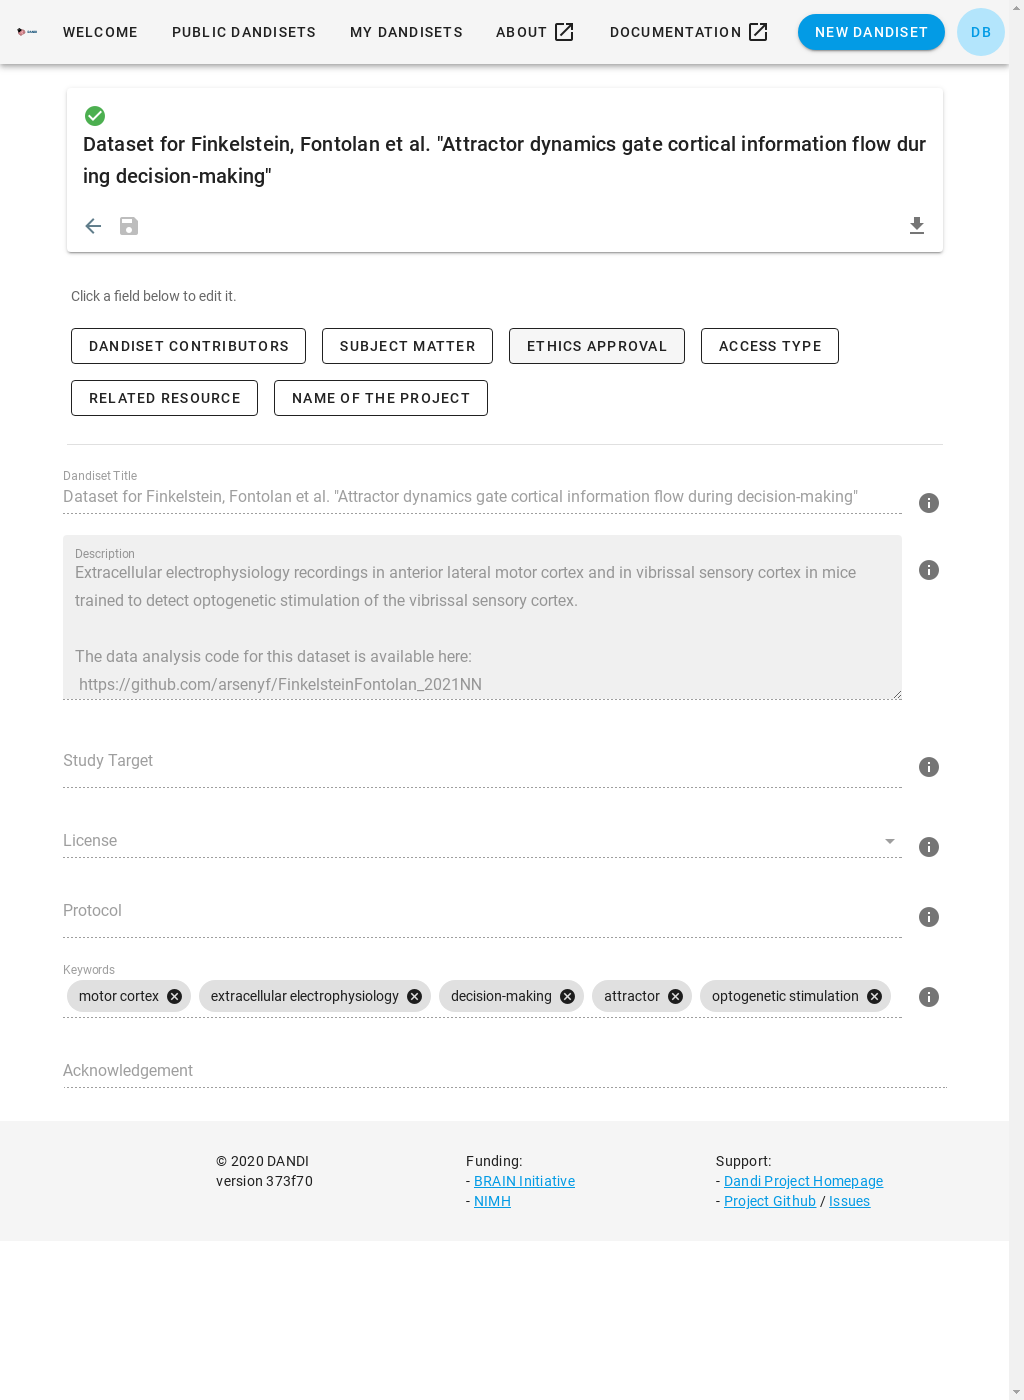 WELCOME PUBLIC DANDISETS MY DANDISETS ABOUT DOCUMENTATION NEW DANDISET DB
Dataset for Finkelstein, Fontolan et al. "Attractor dynamics gate cortical information flow dur
ing decision-making"
Click a field below to edit it.
DANDISET CONTRIBUTORS SUBJECT MATTER ETHICS APPROVAL ACCESS TYPE
RELATED RESOURCE NAME OF THE PROJECT
Dandiset Title
Dataset for Finkelstein, Fontolan et al. "Attractor dynamics gate cortical information flow during decision-making"
Description
Extracellular electrophysiology recordings in anterior lateral motor cortex and in vibrissal sensory cortex in mice
trained to detect optogenetic stimulation of the vibrissal sensory cortex.
The data analysis code for this dataset is available here:
https://github.com/arsenyf/FinkelsteinFontolan_2021NN
Study Target
License
Protocol
Keywords
motor cortex extracellular electrophysiology decision-making attractor optogenetic stimulation
Acknowledgement
© 2020 DANDI
version 373f70
Funding:
- BRAIN Initiative
- NIMH
Support:
- Dandi Project Homepage
- Project Github / Issues